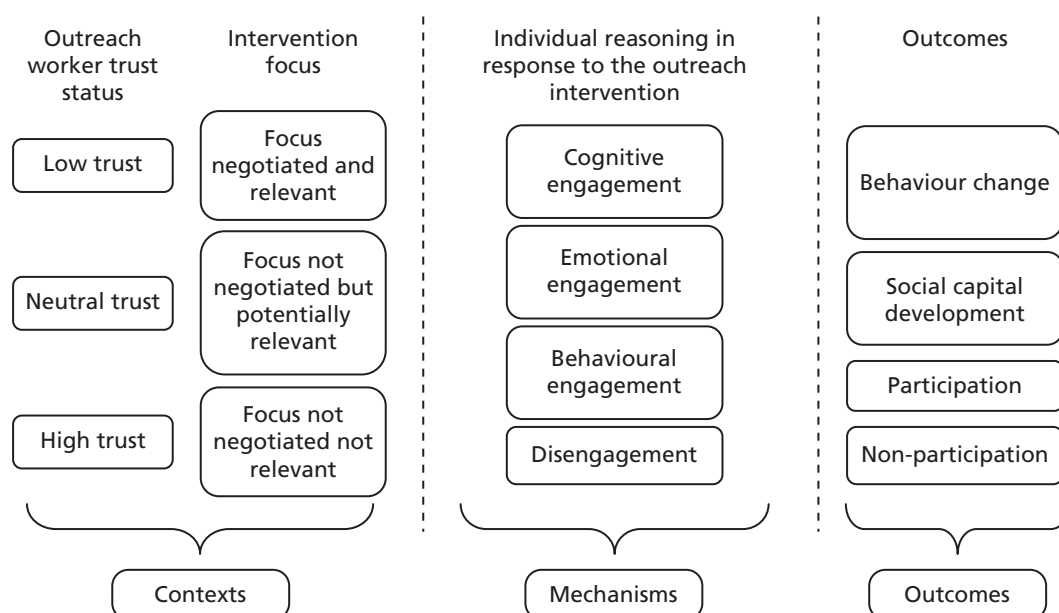 Outreach
worker trust
status
Intervention
focus
Individual reasoning in
response to the outreach
intervention
Outcomes
Low trust
Neutral trust
High trust
Focus
negotiated and
relevant
Focus not
negotiated but
potentially
relevant
Focus not
negotiated not
relevant
Cognitive
engagement
Emotional
engagement
Behavioural
engagement
Disengagement
Behaviour change
Social capital
development
Participation
Non-participation
Contexts
Mechanisms
Outcomes